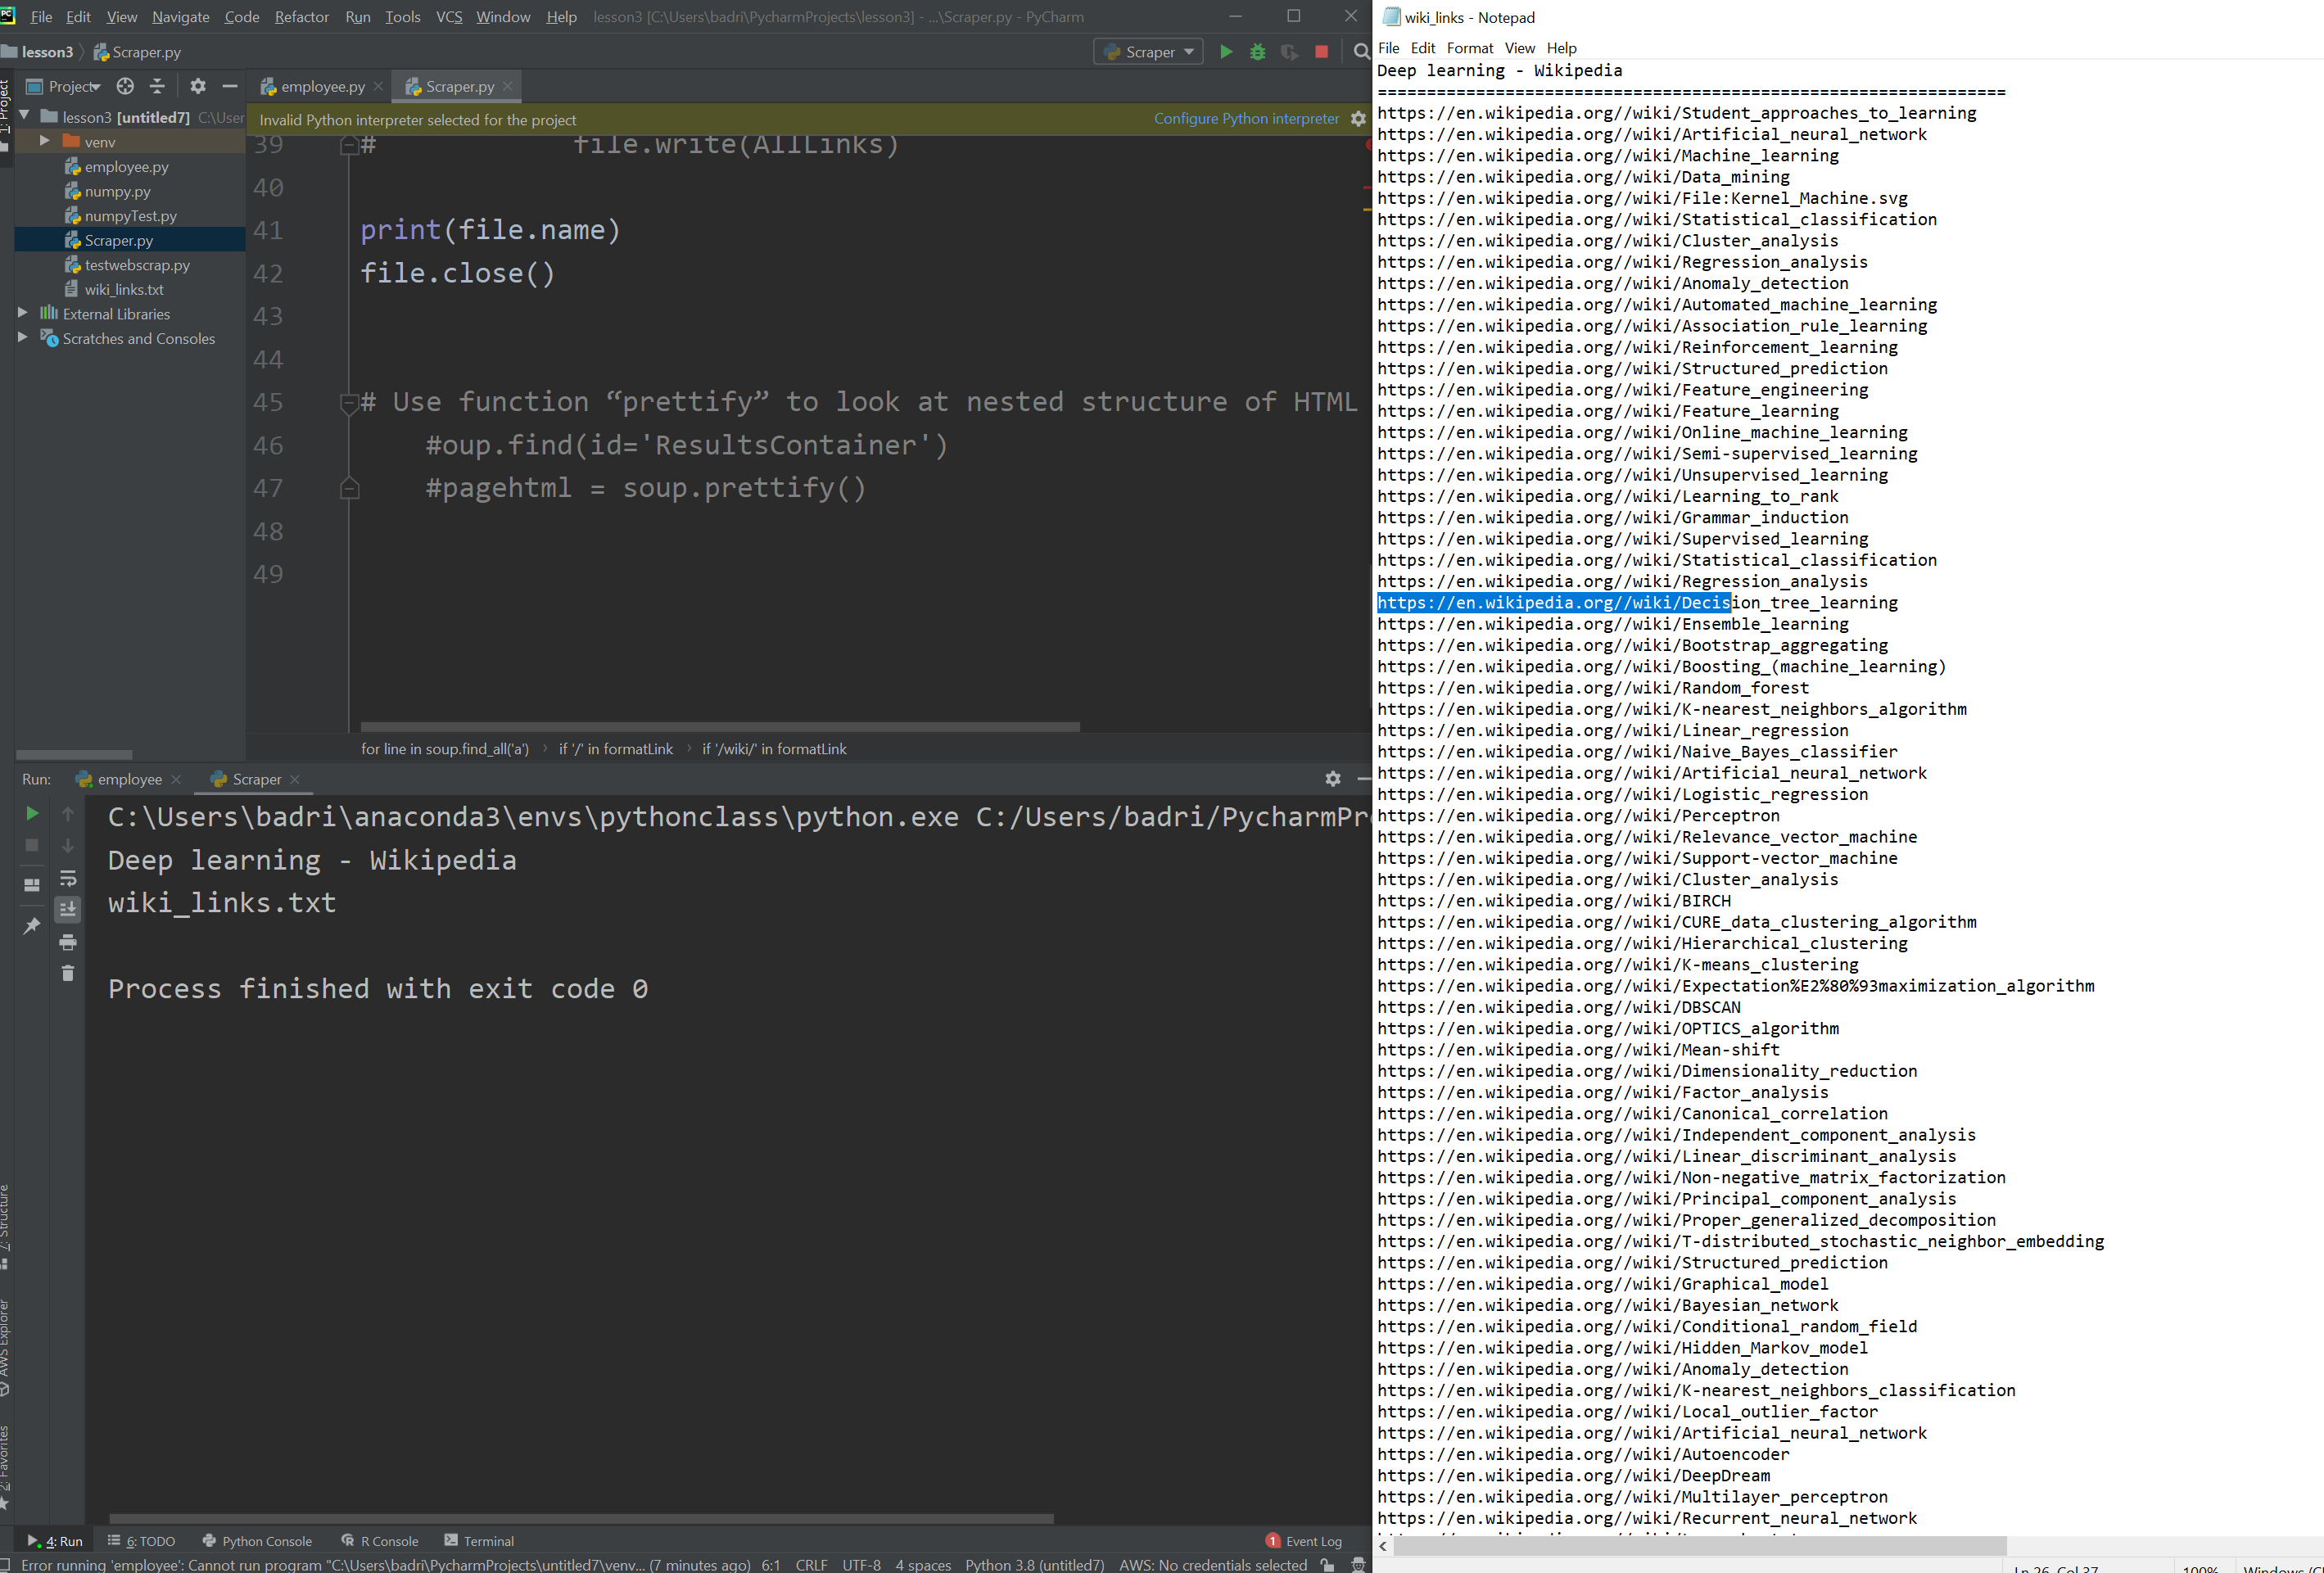 File Edit View Navigate Code Refactor Run Tools VCS Window Help lesson3 [C:\Users\badri\PycharmProjects\lesson3] - ...\Scraper.py - PyCharm
lesson3 Scraper.py Scraper
Project employee.py Scraper.py
1: Project
lesson3 [untitled7] C:\User
venv
employee.py
numpy.py
numpyTest.py
Scraper.py
testwebscrap.py
wiki_links.txt
External Libraries
Scratches and Consoles
Invalid Python interpreter selected for the project Configure Python interpreter
39 # file.write(AllLinks)
40
41 print(file.name)
42 file.close()
43
44
45 # Use function “prettify” to look at nested structure of HTML
46 #oup.find(id='ResultsContainer')
47 #pagehtml = soup.prettify()
48
49
for line in soup.find_all('a') › if '/' in formatLink › if '/wiki/' in formatLink
Run: employee Scraper
C:\Users\badri\anaconda3\envs\pythonclass\python.exe C:/Users/badri/PycharmPr
Deep learning - Wikipedia
wiki_links.txt
Process finished with exit code 0
7: Structure
AWS Explorer
2: Favorites
4: Run 6: TODO Python Console R Console Terminal 1 Event Log
Error running 'employee': Cannot run program "C:\Users\badri\PycharmProjects\untitled7\venv... (7 minutes ago) 6:1 CRLF UTF-8 4 spaces Python 3.8 (untitled7) AWS: No credentials selected
wiki_links - Notepad
File Edit Format View Help
Deep learning - Wikipedia
================================================================
https://en.wikipedia.org//wiki/Student_approaches_to_learning
https://en.wikipedia.org//wiki/Artificial_neural_network
https://en.wikipedia.org//wiki/Machine_learning
https://en.wikipedia.org//wiki/Data_mining
https://en.wikipedia.org//wiki/File:Kernel_Machine.svg
https://en.wikipedia.org//wiki/Statistical_classification
https://en.wikipedia.org//wiki/Cluster_analysis
https://en.wikipedia.org//wiki/Regression_analysis
https://en.wikipedia.org//wiki/Anomaly_detection
https://en.wikipedia.org//wiki/Automated_machine_learning
https://en.wikipedia.org//wiki/Association_rule_learning
https://en.wikipedia.org//wiki/Reinforcement_learning
https://en.wikipedia.org//wiki/Structured_prediction
https://en.wikipedia.org//wiki/Feature_engineering
https://en.wikipedia.org//wiki/Feature_learning
https://en.wikipedia.org//wiki/Online_machine_learning
https://en.wikipedia.org//wiki/Semi-supervised_learning
https://en.wikipedia.org//wiki/Unsupervised_learning
https://en.wikipedia.org//wiki/Learning_to_rank
https://en.wikipedia.org//wiki/Grammar_induction
https://en.wikipedia.org//wiki/Supervised_learning
https://en.wikipedia.org//wiki/Statistical_classification
https://en.wikipedia.org//wiki/Regression_analysis
https://en.wikipedia.org//wiki/Decision_tree_learning
https://en.wikipedia.org//wiki/Ensemble_learning
https://en.wikipedia.org//wiki/Bootstrap_aggregating
https://en.wikipedia.org//wiki/Boosting_(machine_learning)
https://en.wikipedia.org//wiki/Random_forest
https://en.wikipedia.org//wiki/K-nearest_neighbors_algorithm
https://en.wikipedia.org//wiki/Linear_regression
https://en.wikipedia.org//wiki/Naive_Bayes_classifier
https://en.wikipedia.org//wiki/Artificial_neural_network
https://en.wikipedia.org//wiki/Logistic_regression
https://en.wikipedia.org//wiki/Perceptron
https://en.wikipedia.org//wiki/Relevance_vector_machine
https://en.wikipedia.org//wiki/Support-vector_machine
https://en.wikipedia.org//wiki/Cluster_analysis
https://en.wikipedia.org//wiki/BIRCH
https://en.wikipedia.org//wiki/CURE_data_clustering_algorithm
https://en.wikipedia.org//wiki/Hierarchical_clustering
https://en.wikipedia.org//wiki/K-means_clustering
https://en.wikipedia.org//wiki/Expectation%E2%80%93maximization_algorithm
https://en.wikipedia.org//wiki/DBSCAN
https://en.wikipedia.org//wiki/OPTICS_algorithm
https://en.wikipedia.org//wiki/Mean-shift
https://en.wikipedia.org//wiki/Dimensionality_reduction
https://en.wikipedia.org//wiki/Factor_analysis
https://en.wikipedia.org//wiki/Canonical_correlation
https://en.wikipedia.org//wiki/Independent_component_analysis
https://en.wikipedia.org//wiki/Linear_discriminant_analysis
https://en.wikipedia.org//wiki/Non-negative_matrix_factorization
https://en.wikipedia.org//wiki/Principal_component_analysis
https://en.wikipedia.org//wiki/Proper_generalized_decomposition
https://en.wikipedia.org//wiki/T-distributed_stochastic_neighbor_embedding
https://en.wikipedia.org//wiki/Structured_prediction
https://en.wikipedia.org//wiki/Graphical_model
https://en.wikipedia.org//wiki/Bayesian_network
https://en.wikipedia.org//wiki/Conditional_random_field
https://en.wikipedia.org//wiki/Hidden_Markov_model
https://en.wikipedia.org//wiki/Anomaly_detection
https://en.wikipedia.org//wiki/K-nearest_neighbors_classification
https://en.wikipedia.org//wiki/Local_outlier_factor
https://en.wikipedia.org//wiki/Artificial_neural_network
https://en.wikipedia.org//wiki/Autoencoder
https://en.wikipedia.org//wiki/DeepDream
https://en.wikipedia.org//wiki/Multilayer_perceptron
https://en.wikipedia.org//wiki/Recurrent_neural_network
Ln 26, Col 37 100% Windows (C